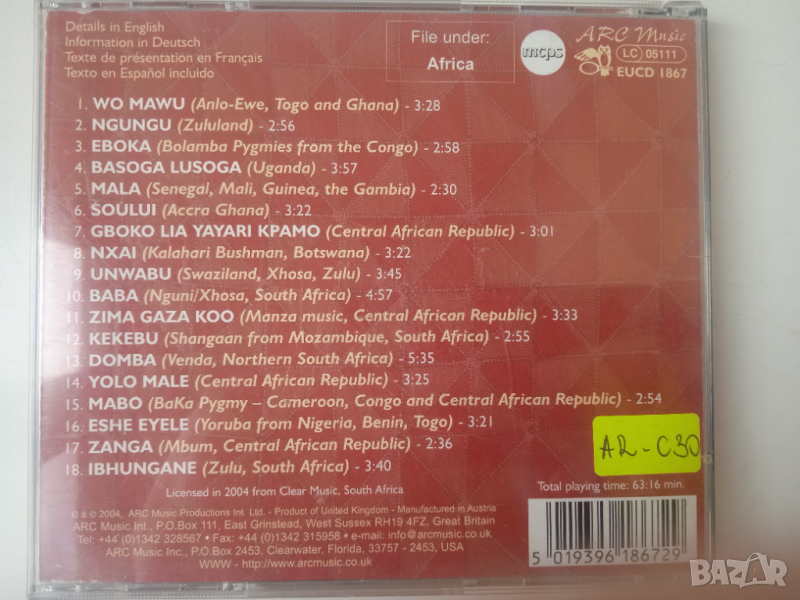 Details in English
Information in Deutsch
Texte de présentation en Français
Texto en Español incluido
File under:
Africa
mcps
ARC Music
LC 05111
EUCD 1867
1. WO MAWU (Anlo-Ewe, Togo and Ghana) - 3:28
2. NGUNGU (Zululand) - 2:56
3. EBOKA (Bolamba Pygmies from the Congo) - 2:58
4. BASOGA LUSOGA (Uganda) - 3:57
5. MALA (Senegal, Mali, Guinea, the Gambia) - 2:30
6. SOULUI (Accra Ghana) - 3:22
7. GBOKO LIA YAYARI KPAMO (Central African Republic) - 3:01
8. NXAI (Kalahari Bushman, Botswana) - 3:22
9. UNWABU (Swaziland, Xhosa, Zulu) - 3:45
10. BABA (Nguni/Xhosa, South Africa) - 4:57
11. ZIMA GAZA KOO (Manza music, Central African Republic) - 3:33
12. KEKEBU (Shangaan from Mozambique, South Africa) - 2:55
13. DOMBA (Venda, Northern South Africa) - 5:35
14. YOLO MALE (Central African Republic) - 3:25
15. MABO (BaKa Pygmy – Cameroon, Congo and Central African Republic) - 2:54
16. ESHE EYELE (Yoruba from Nigeria, Benin, Togo) - 3:21
17. ZANGA (Mbum, Central African Republic) - 2:36
18. IBHUNGANE (Zulu, South Africa) - 3:40
AR-C30
Licensed in 2004 from Clear Music, South Africa
Total playing time: 63:16 min.
℗ & © 2004, ARC Music Productions Int. Ltd. - Product of United Kingdom - Manufactured in Austria
ARC Music Int., P.O.Box 111, East Grinstead, West Sussex RH19 4FZ, Great Britain
Tel: +44 (0)1342 328567 • Fax: +44 (0)1342 315958 • e-mail: info@arcmusic.co.uk
ARC Music Inc., P.O.BOX 2453, Clearwater, Florida, 33757 - 2453, USA
WWW - http://www.arcmusic.co.uk
5 019396 186729
BAZAR